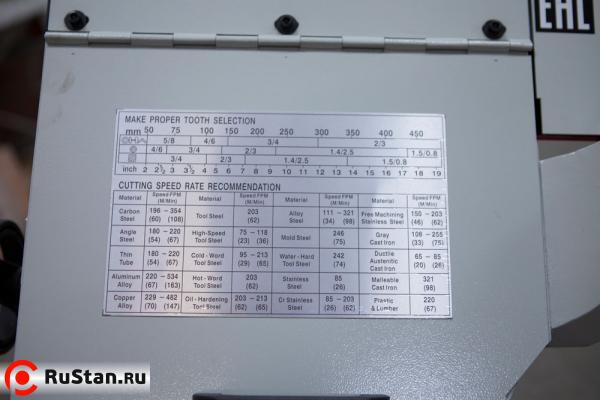 EAC
MAKE PROPER TOOTH SELECTION
mm 50 75 100 150 200 250 300 350 400 450
5/8 4/6 3/4 2/3
4/6 3/4 2/3 1.4/2.5 1.5/0.8
3/4 2/3 1.4/2.5 1.5/0.8
inch 2 2½ 3 3½ 4 5 6 7 8 9 10 11 12 13 14 15 16 17 18 19
CUTTING SPEED RATE RECOMMENDATION
Material Speed FPM (M/Min) Material Speed FPM (M/Min) Material Speed FPM (M/Min) Material Speed FPM (M/Min)
Carbon Steel 196 – 354 (60) (108) Tool Steel 203 (62) Alloy Steel 111 – 321 (34) (98) Free Machining Stainless Steel 150 – 203 (46) (62)
Angle Steel 180 – 220 (54) (67) High-Speed Tool Steel 75 – 118 (23) (36) Mold Steel 246 (75) Gray Cast Iron 108 – 255 (33) (75)
Thin Tube 180 – 220 (54) (67) Cold-Word Tool Steel 95 – 213 (29) (65) Water-Hard Tool Steel 242 (74) Ductile Austenitic Cast Iron 65 – 85 (20) (26)
Aluminum Alloy 220 – 534 (67) (163) Hot-Word Tool Steel 203 (62) Stainless Steel 85 (26) Malleable Cast Iron 321 (98)
Copper Alloy 229 – 482 (70) (147) Oil-Hardening Tool Steel 203 – 213 (62) (65) Cr Stainless Steel 85 – 203 (26) (62) Plastic & Lumber 220 (67)
RuStan.ru